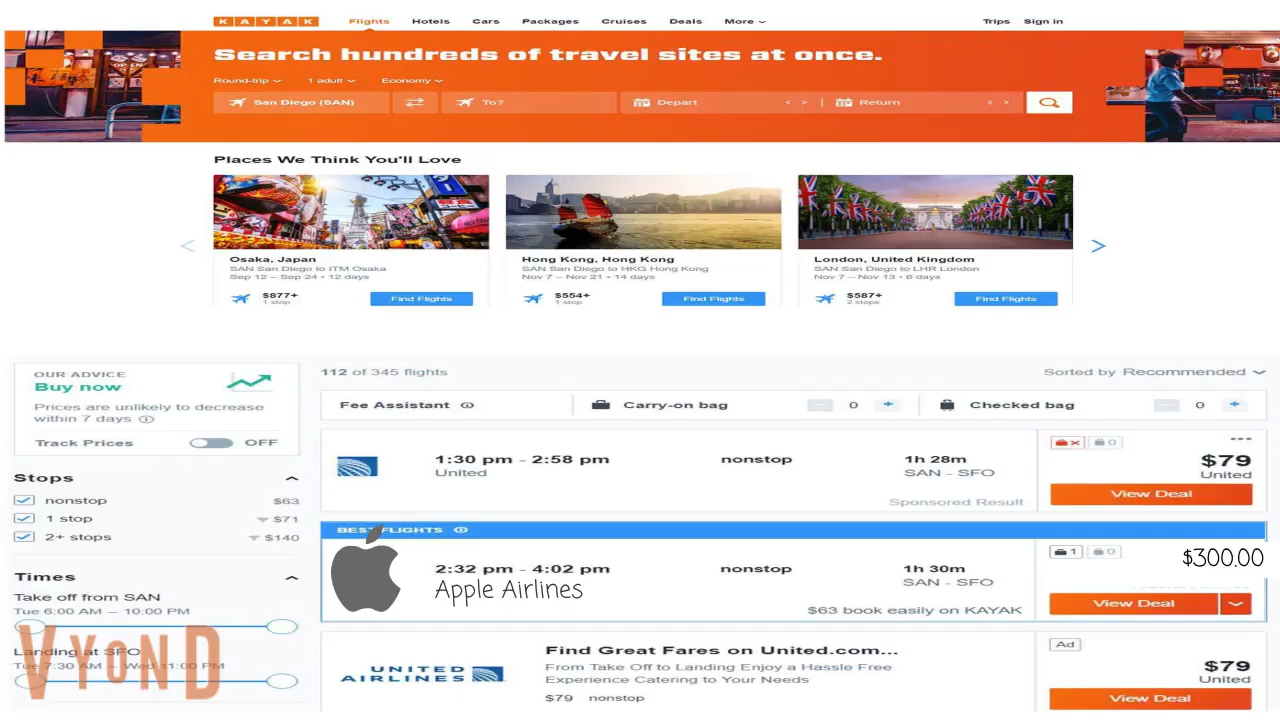 KAYAK Flights Hotels Cars Packages Cruises Deals More Trips Sign in
OPEN
Search hundreds of travel sites at once.
Round-trip 1 adult Economy
San Diego (SAN) To? Depart Return
Places We Think You'll Love
Osaka, Japan
SAN San Diego to ITM Osaka
Sep 12 – Sep 24 • 12 days
$877+
1 stop
Find Flights
Hong Kong, Hong Kong
SAN San Diego to HKG Hong Kong
Nov 7 – Nov 21 • 14 days
$554+
1 stop
Find Flights
London, United Kingdom
SAN San Diego to LHR London
Nov 7 – Nov 13 • 6 days
$587+
2 stops
Find Flights
OUR ADVICE
Buy now
Prices are unlikely to decrease
within 7 days
Track Prices OFF
Stops
nonstop $63
1 stop $71
2+ stops $140
Times
Take off from SAN
Tue 6:00 AM – 10:00 PM
Landing at SFO
Tue 7:30 AM – Wed 11:00 PM
VYOND
112 of 345 flights
Sorted by Recommended
Fee Assistant Carry-on bag 0 Checked bag 0
1:30 pm - 2:58 pm nonstop 1h 28m
United SAN - SFO
Sponsored Result
0
$79
United
View Deal
BEST FLIGHTS
2:32 pm - 4:02 pm nonstop 1h 30m
Apple Airlines SAN - SFO
$63 book easily on KAYAK
1 0
$300.00
View Deal
UNITED
AIRLINES
Find Great Fares on United.com...
From Take Off to Landing Enjoy a Hassle Free
Experience Catering to Your Needs
$79 nonstop
Ad
$79
United
View Deal